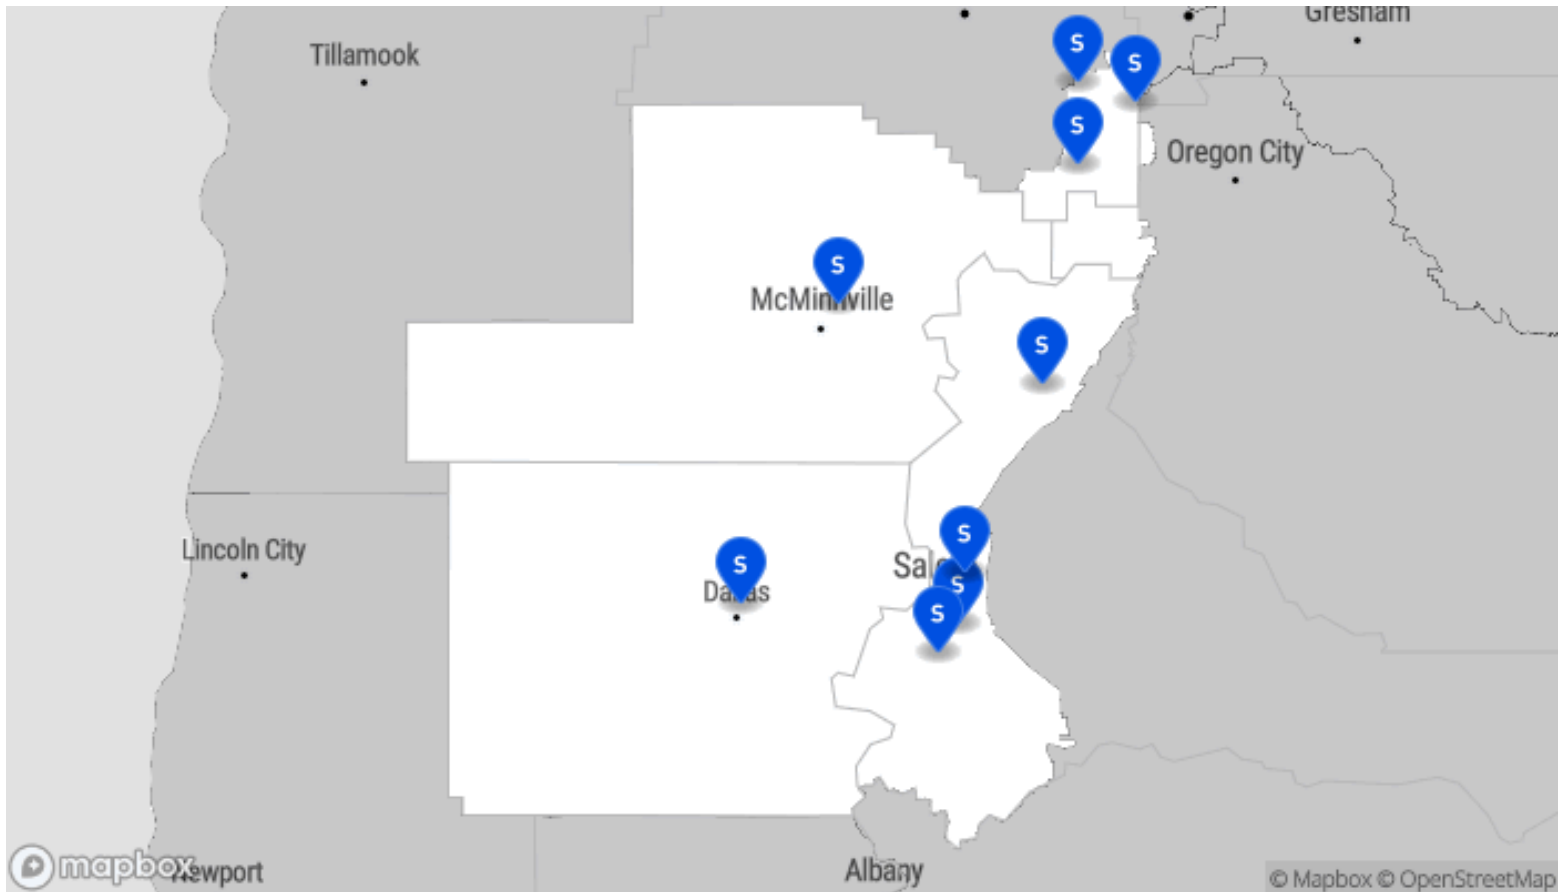 Gresham
Tillamook
S
S
S
Oregon City
S
McMinnville
S
S
Lincoln City
S
S
S
mapbox
Newport
Albany
© Mapbox © OpenStreetMap